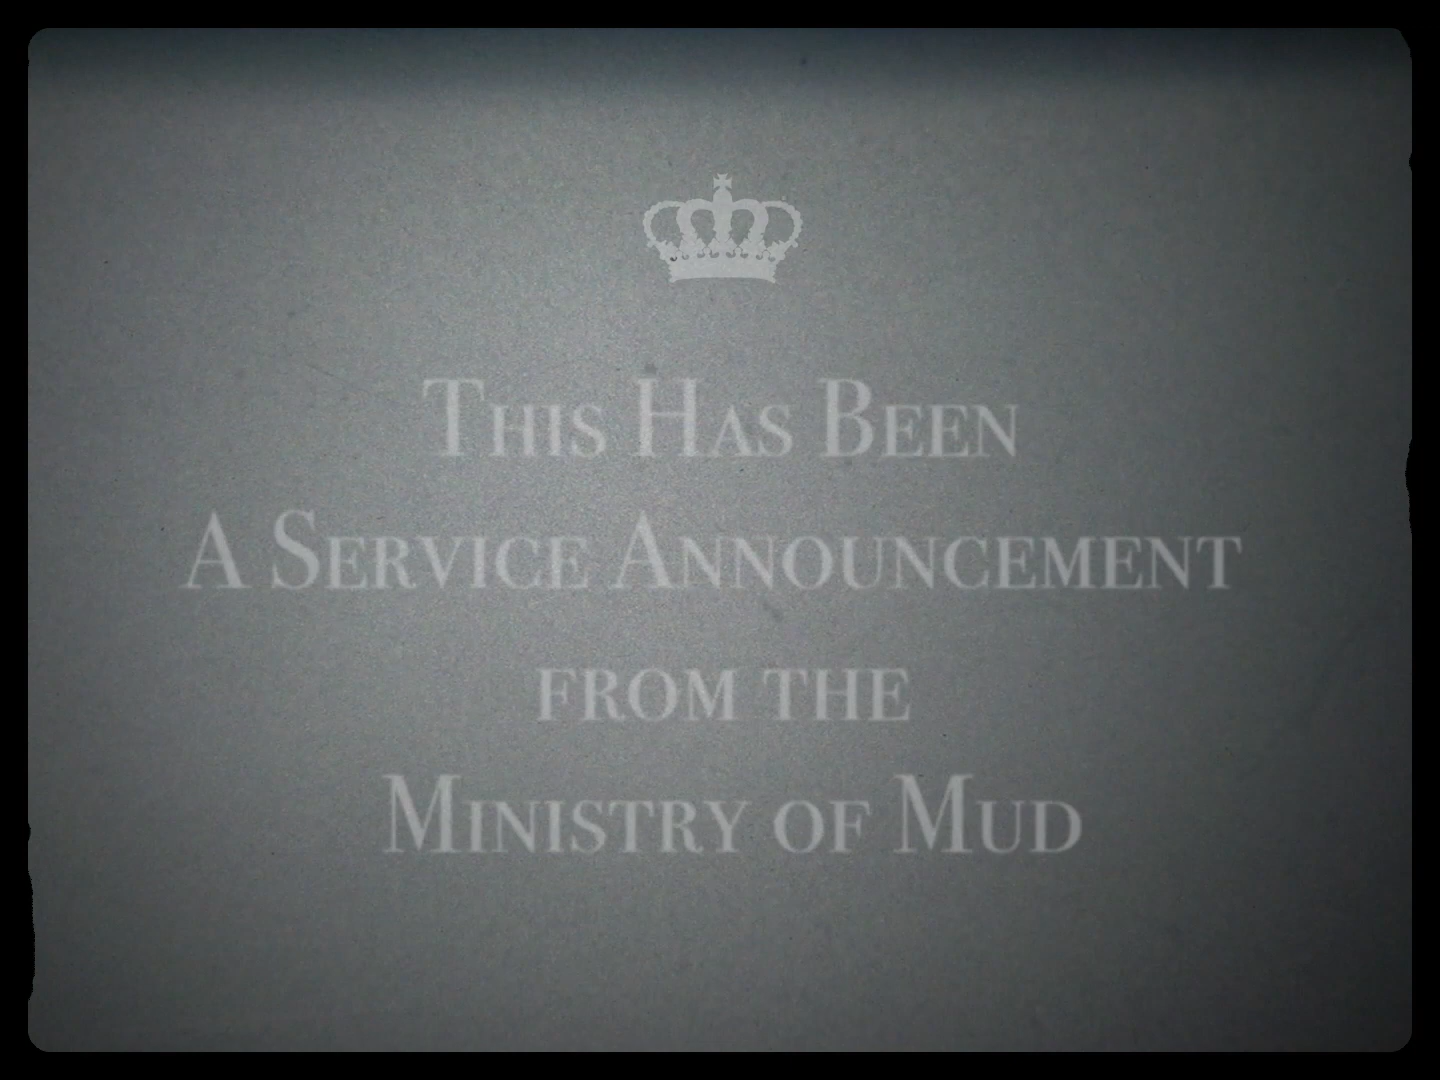 This Has Been
A Service Announcement
from the
Ministry of Mud